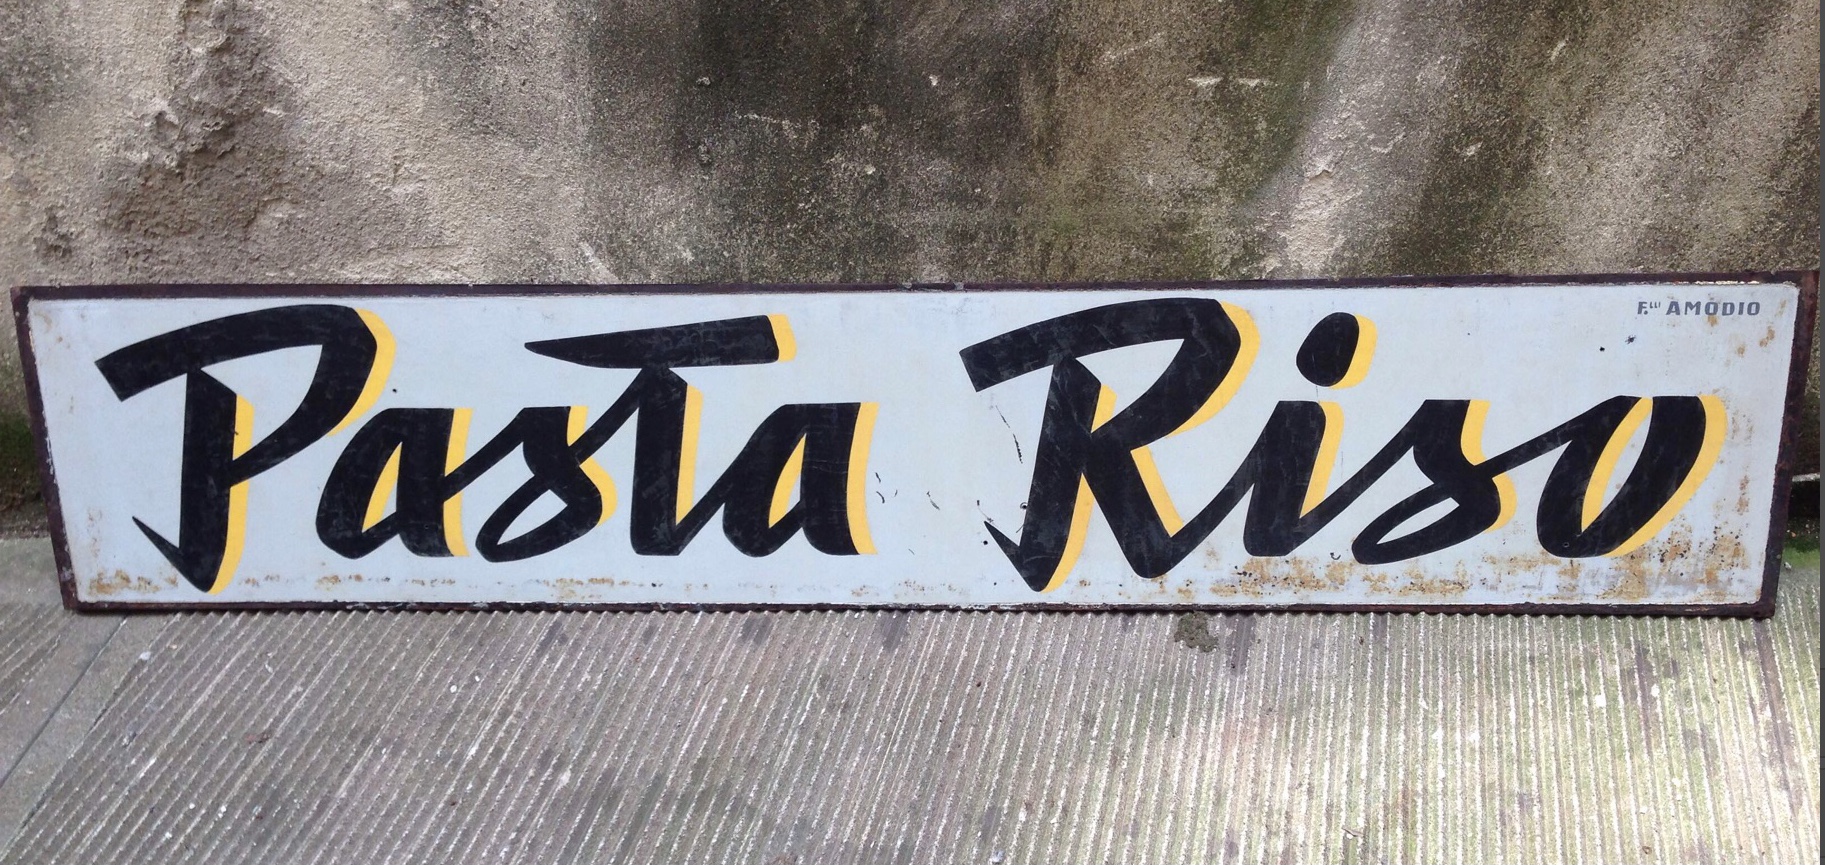 F.lli AMODIO
Pasta Riso